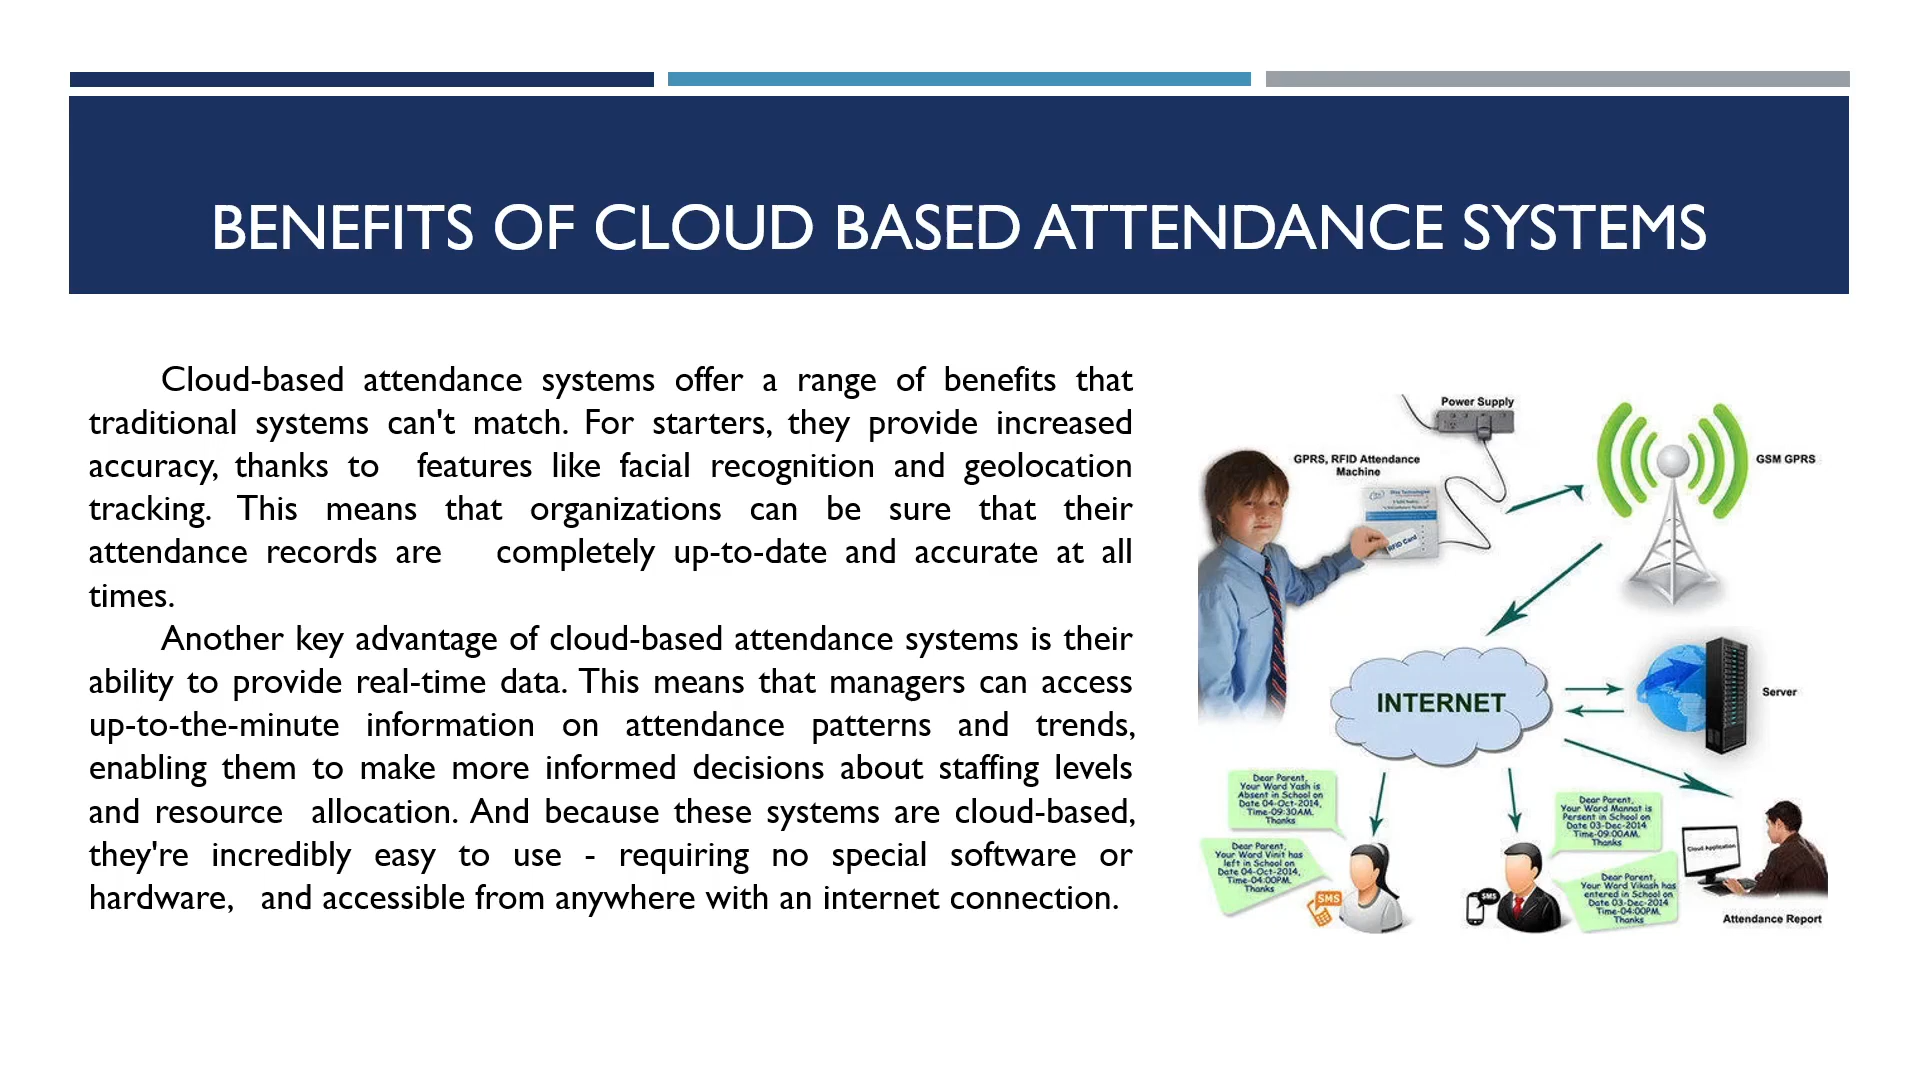 BENEFITS OF CLOUD BASED ATTENDANCE SYSTEMS
Cloud-based attendance systems offer a range of benefits that
traditional systems can't match. For starters, they provide increased
accuracy, thanks to features like facial recognition and geolocation
tracking. This means that organizations can be sure that their
attendance records are completely up-to-date and accurate at all
times.
Another key advantage of cloud-based attendance systems is their
ability to provide real-time data. This means that managers can access
up-to-the-minute information on attendance patterns and trends,
enabling them to make more informed decisions about staffing levels
and resource allocation. And because these systems are cloud-based,
they're incredibly easy to use - requiring no special software or
hardware, and accessible from anywhere with an internet connection.
Power Supply
GPRS, RFID Attendance
Machine
RFID Card
GSM GPRS
INTERNET
Server
Dear Parent,
Your Ward Yash is
Absent in School on
Date 04-Oct-2014,
Time-09:30AM.
Thanks
Dear Parent,
Your Word Vinit has
left in School on
Date 04-Oct-2014,
Time-04:00PM.
Thanks
SMS
Dear Parent,
Your Word Mannat is
Persent in School on
Date 03-Dec-2014
Time-09:00AM.
Thanks
Dear Parent,
Your Word Vikash has
entered in School on
Date 03-Dec-2014
Time-04:00PM.
Thanks
SMS
Cloud Application
Attendance Report